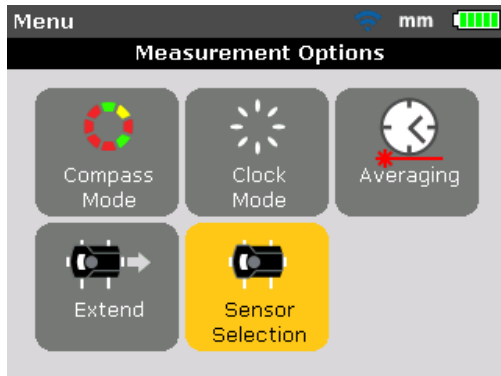 Menu
mm
Measurement Options
Compass
Mode
Clock
Mode
Averaging
Extend
Sensor
Selection